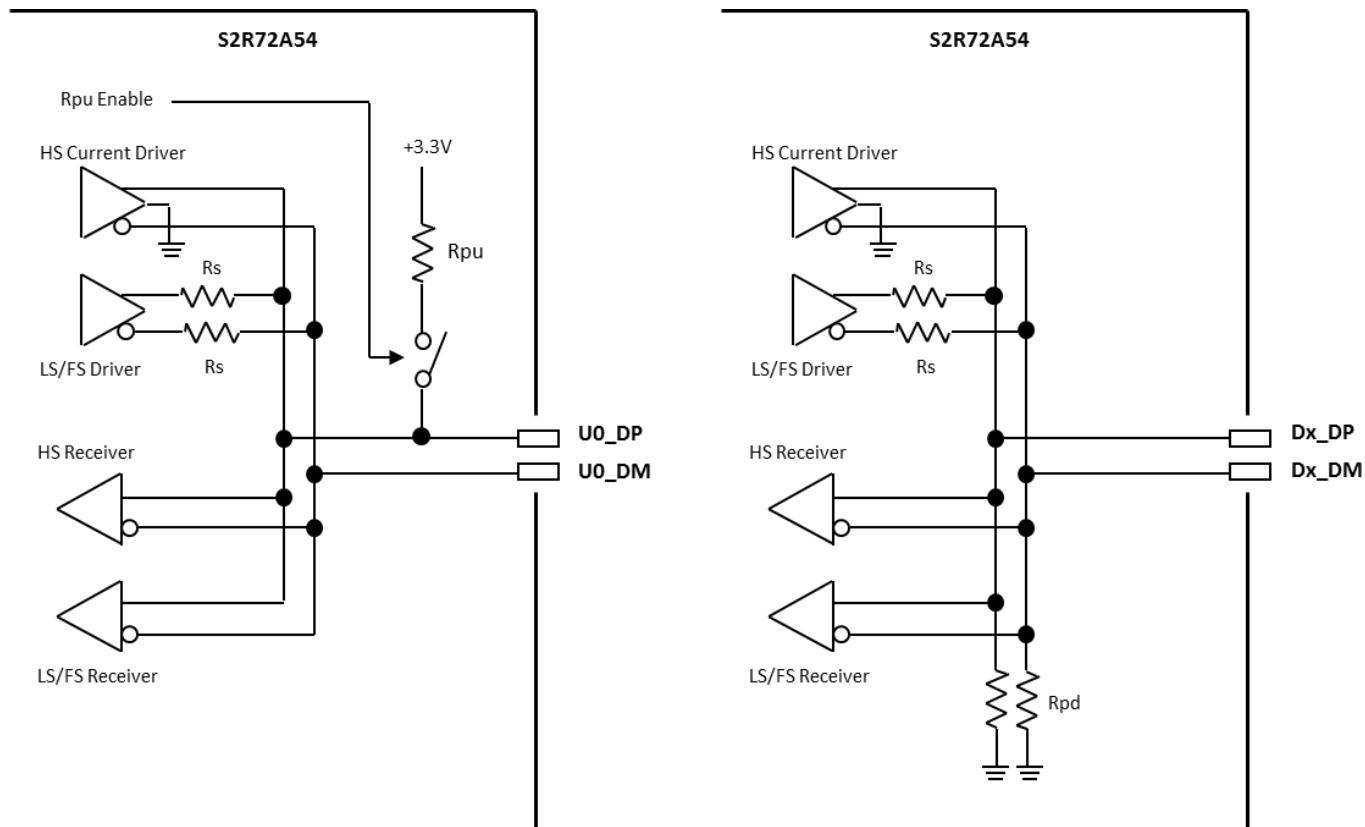 S2R72A54
Rpu Enable
HS Current Driver
+3.3V
Rpu
Rs
Rs
LS/FS Driver
U0_DP
HS Receiver
U0_DM
LS/FS Receiver
S2R72A54
HS Current Driver
Rs
Rs
LS/FS Driver
Dx_DP
HS Receiver
Dx_DM
LS/FS Receiver
Rpd